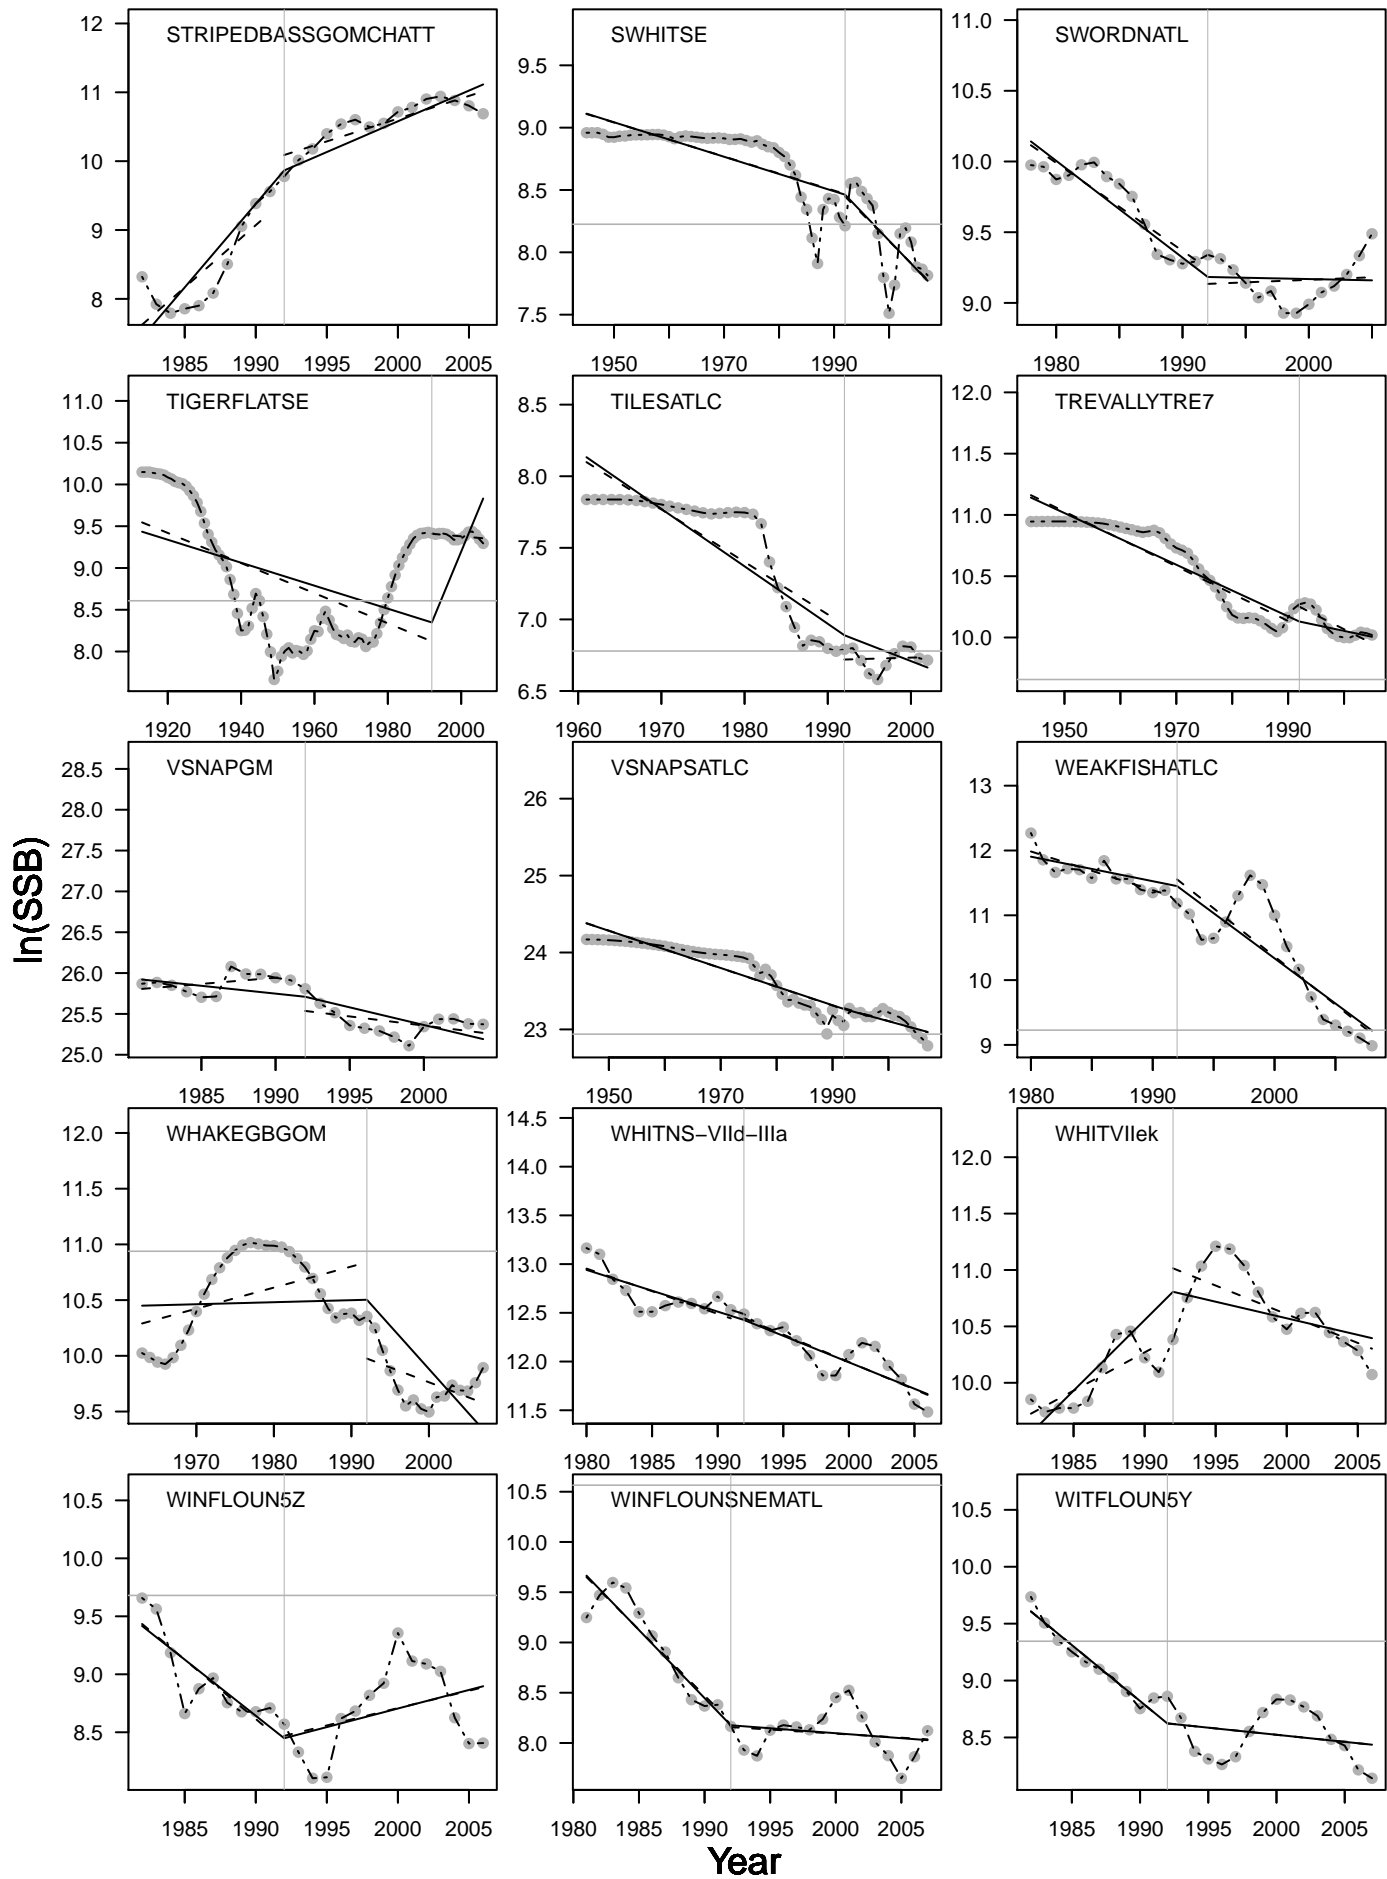 STRIPEDBASSGOMCHATT
12
11
10
9
8
1985 1990 1995 2000 2005
SWHITSE
9.5
9.0
8.5
8.0
7.5
1950 1970 1990
SWORDNATL
11.0
10.5
10.0
9.5
9.0
1980 1990 2000
TIGERFLATSE
11.0
10.5
10.0
9.5
9.0
8.5
8.0
1920 1940 1960 1980 2000
TILESATLC
8.5
8.0
7.5
7.0
6.5
1960 1970 1980 1990 2000
TREVALLYTRE7
12.0
11.5
11.0
10.5
10.0
1950 1970 1990
ln(SSB)
VSNAPGM
28.5
28.0
27.5
27.0
26.5
26.0
25.5
25.0
1985 1990 1995 2000
VSNAPSATLC
26
25
24
23
1950 1970 1990
WEAKFISHATLC
13
12
11
10
9
1980 1990 2000
WHAKEGBGOM
12.0
11.5
11.0
10.5
10.0
9.5
1970 1980 1990 2000
WHITNS−VIId−IIIa
14.5
14.0
13.5
13.0
12.5
12.0
11.5
1980 1985 1990 1995 2000 2005
WHITVIIek
12.0
11.5
11.0
10.5
10.0
1985 1990 1995 2000 2005
WINFLOUN5Z
10.5
10.0
9.5
9.0
8.5
1985 1990 1995 2000 2005
WINFLOUNSNEMATL
10.5
10.0
9.5
9.0
8.5
8.0
1980 1985 1990 1995 2000 2005
WITFLOUN5Y
10.5
10.0
9.5
9.0
8.5
1985 1990 1995 2000 2005
Year